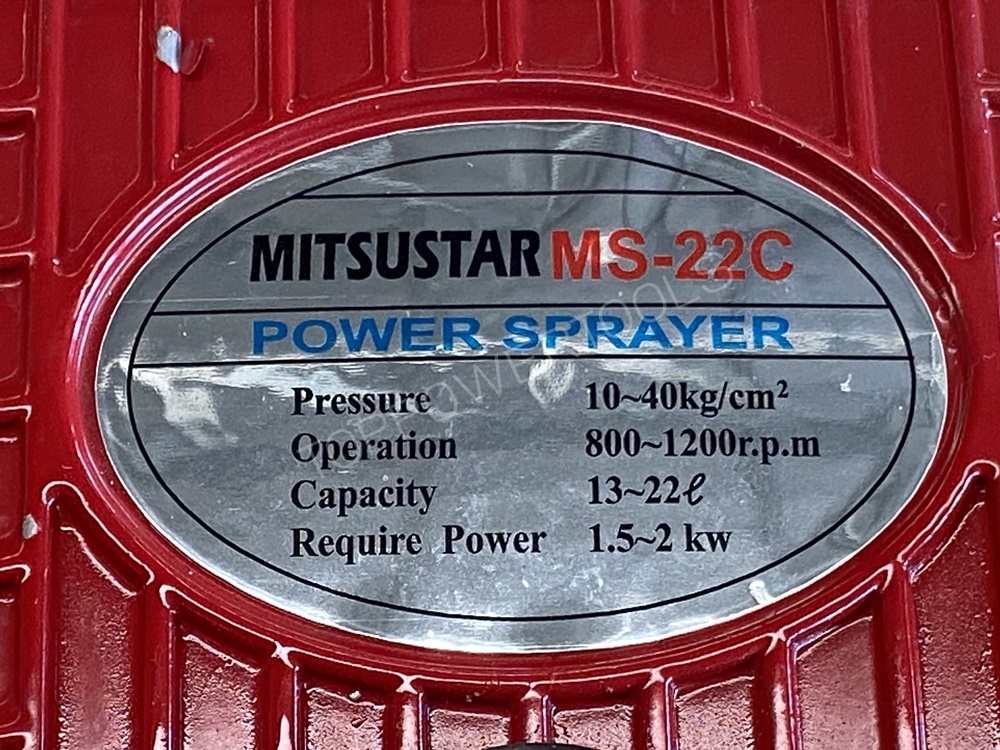 MITSUSTAR MS-22C
POWER SPRAYER
Pressure 10~40kg/cm²
Operation 800~1200r.p.m
Capacity 13~22ℓ
Require Power 1.5~2 kw